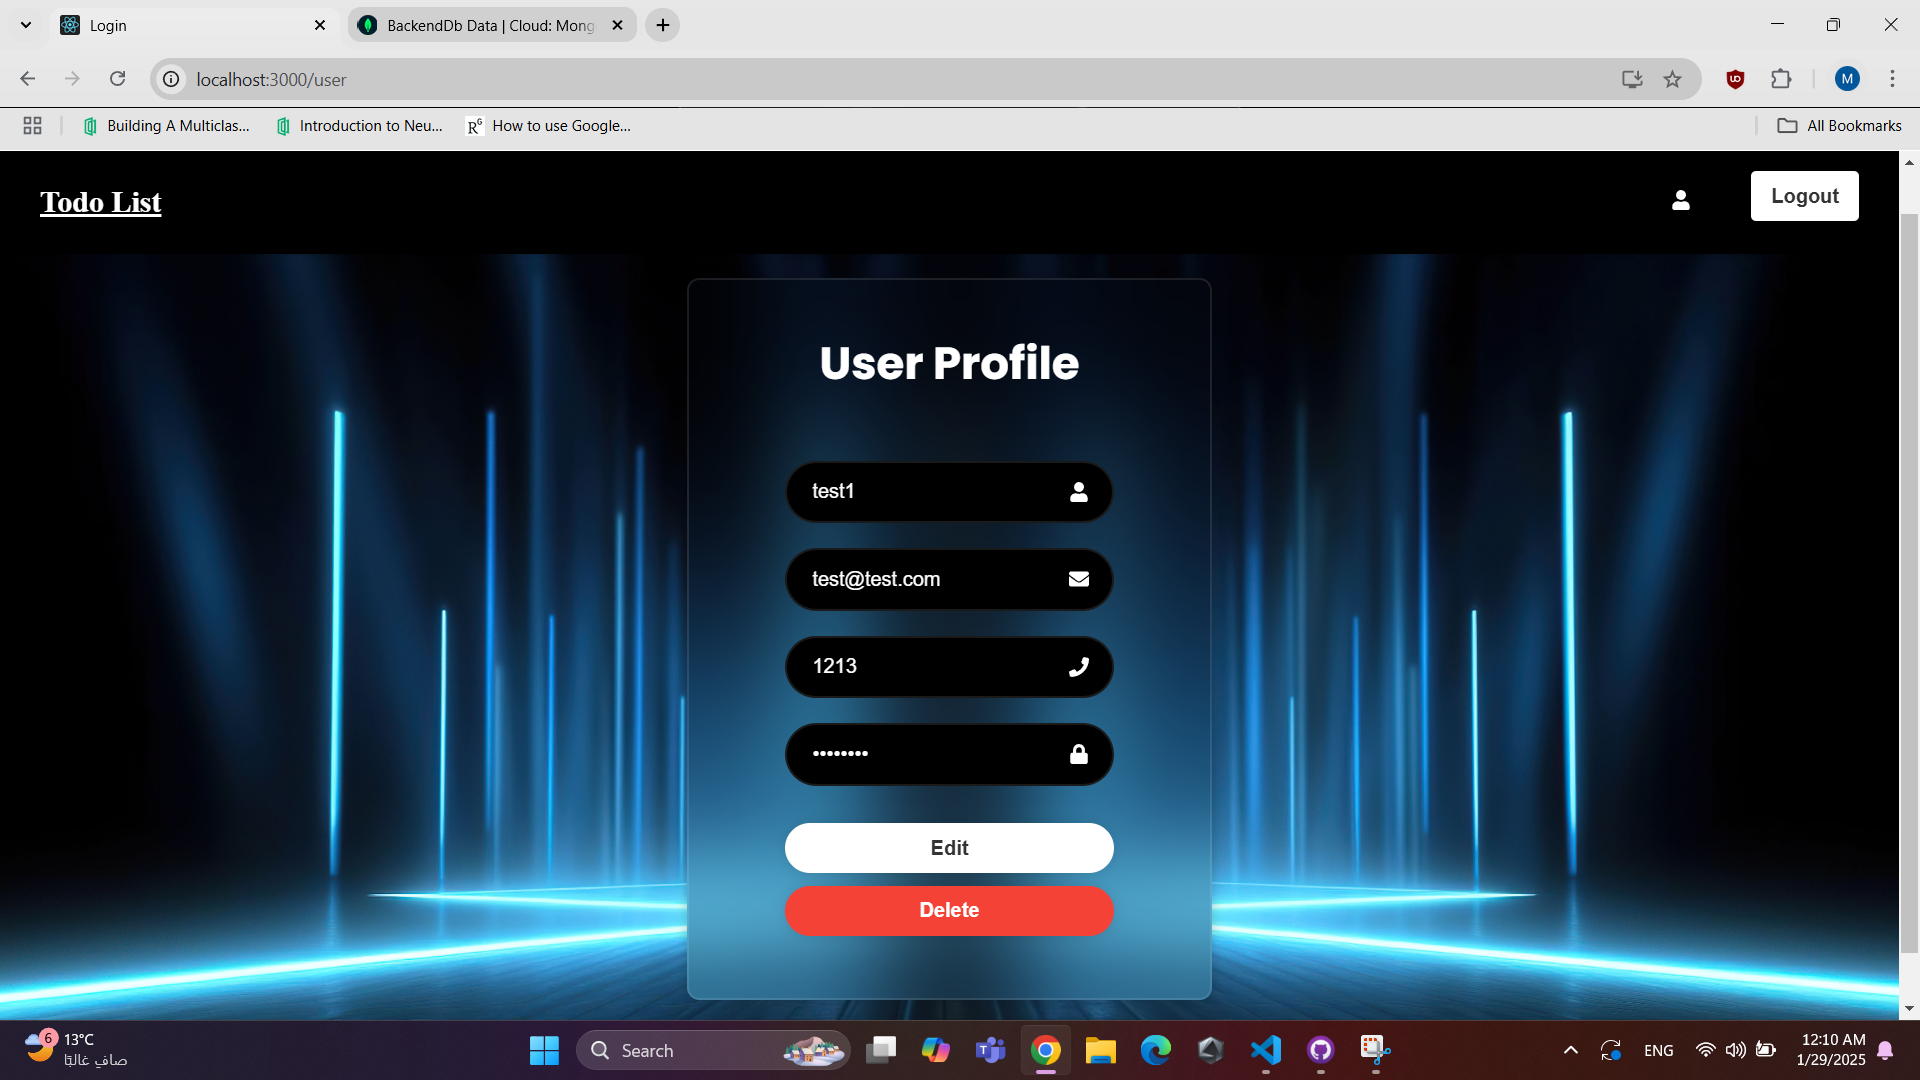 Login
BackendDb Data | Cloud: Mong
localhost:3000/user
M
Building A Multiclas...
Introduction to Neu...
How to use Google...
All Bookmarks
Todo List
Logout
User Profile
test1
test@test.com
1213
••••••••
Edit
Delete
6
13°C
صافٍ غالبًا
Search
ENG
12:10 AM
1/29/2025